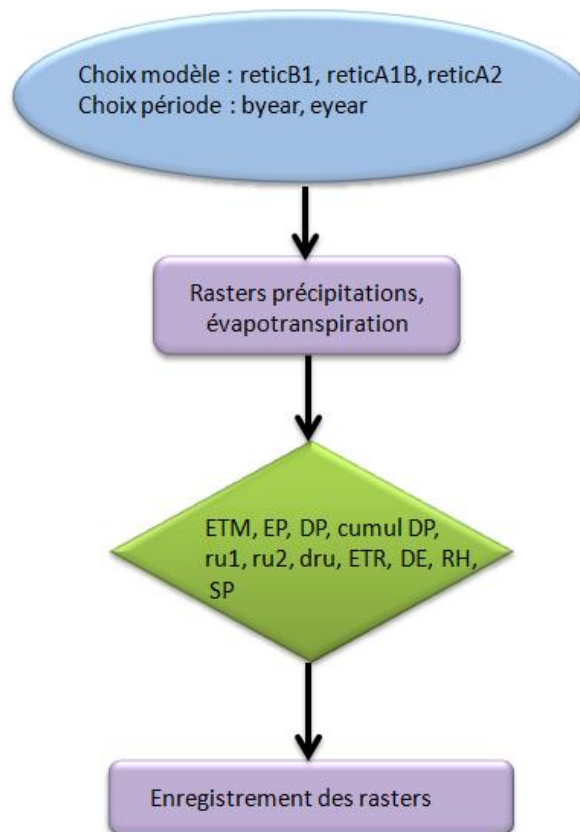 Choix modèle : reticB1, reticA1B, reticA2
Choix période : byear, eyear
Rasters précipitations,
évapotranspiration
ETM, EP, DP, cumul DP,
ru1, ru2, dru, ETR, DE, RH,
SP
Enregistrement des rasters